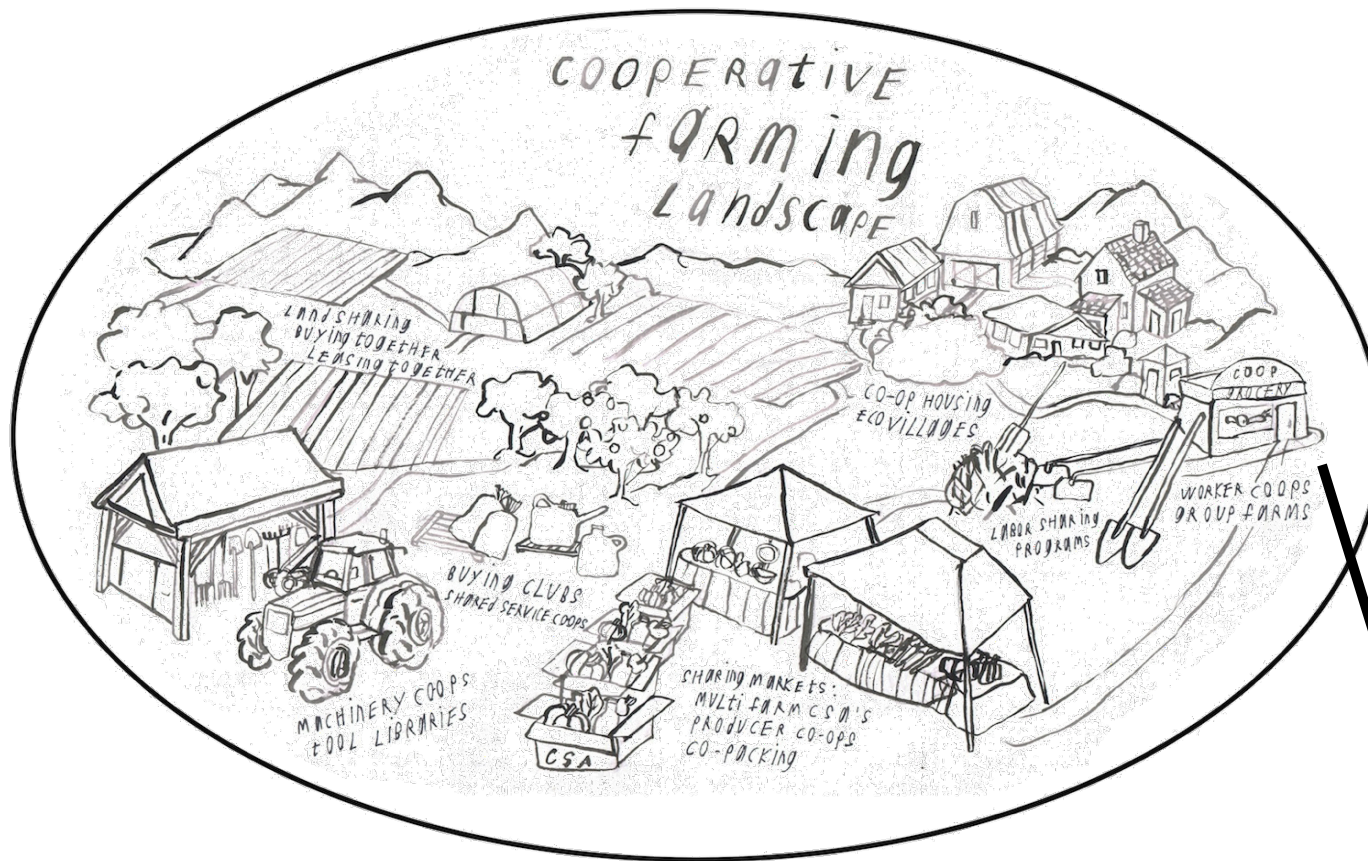 COOPERATIVE
fARMING
LANDSCAPE
LAND SHARING
BUYING TOGETHER
LEASING TOGETHER
CO-OP HOUSING
ECOVILLAGES
COOP
GROCERY
WORKER COOPS
GROUP fARMS
LABOR SHARING
PROGRAMS
BUYING CLUBS
SHARED SERVICE COOPS
MACHINERY COOPS
tOOL LIBRARIES
SHARING MARKETS:
MULTI fARM CSA's
PRODUCER CO-OPS
CO-PACKING
CSA